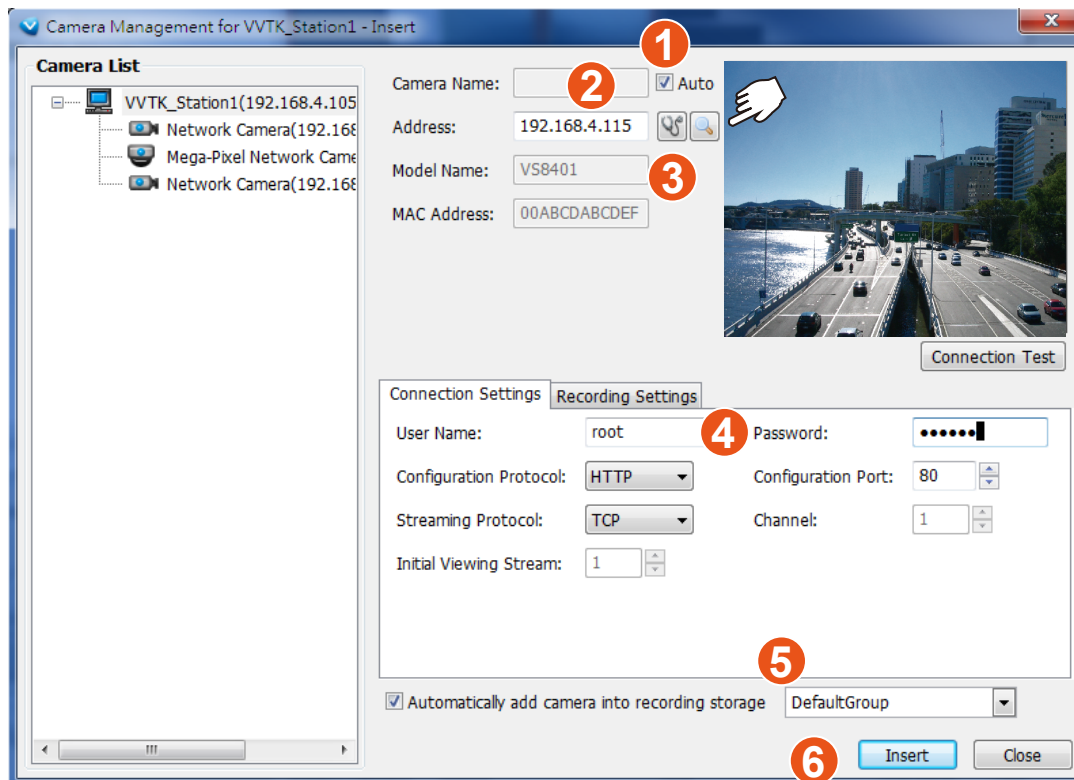 Camera Management for VVTK_Station1 - Insert
x
Camera List
VVTK_Station1(192.168.4.105
Network Camera(192.168
Mega-Pixel Network Came
Network Camera(192.168
1
Camera Name: 2 Auto
Address: 192.168.4.115
Model Name: VS8401 3
MAC Address: 00ABCDABCDEF
Connection Test
Connection Settings Recording Settings
User Name: root 4 Password: ●●●●●●
Configuration Protocol: HTTP Configuration Port: 80
Streaming Protocol: TCP Channel: 1
Initial Viewing Stream: 1
5
Automatically add camera into recording storage DefaultGroup
6 Insert Close